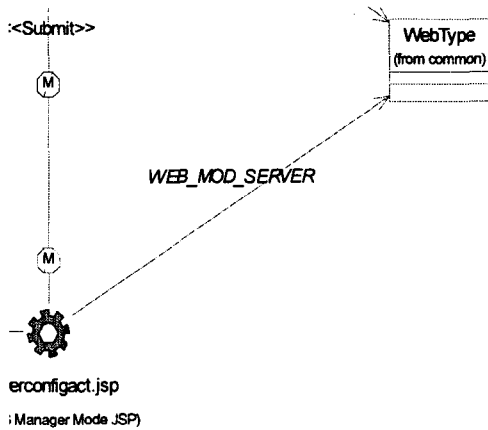 :<Submit>>
WebType
(from common)
M
WEB_MOD_SERVER
M
erconfigact.jsp
Manager Mode JSP)